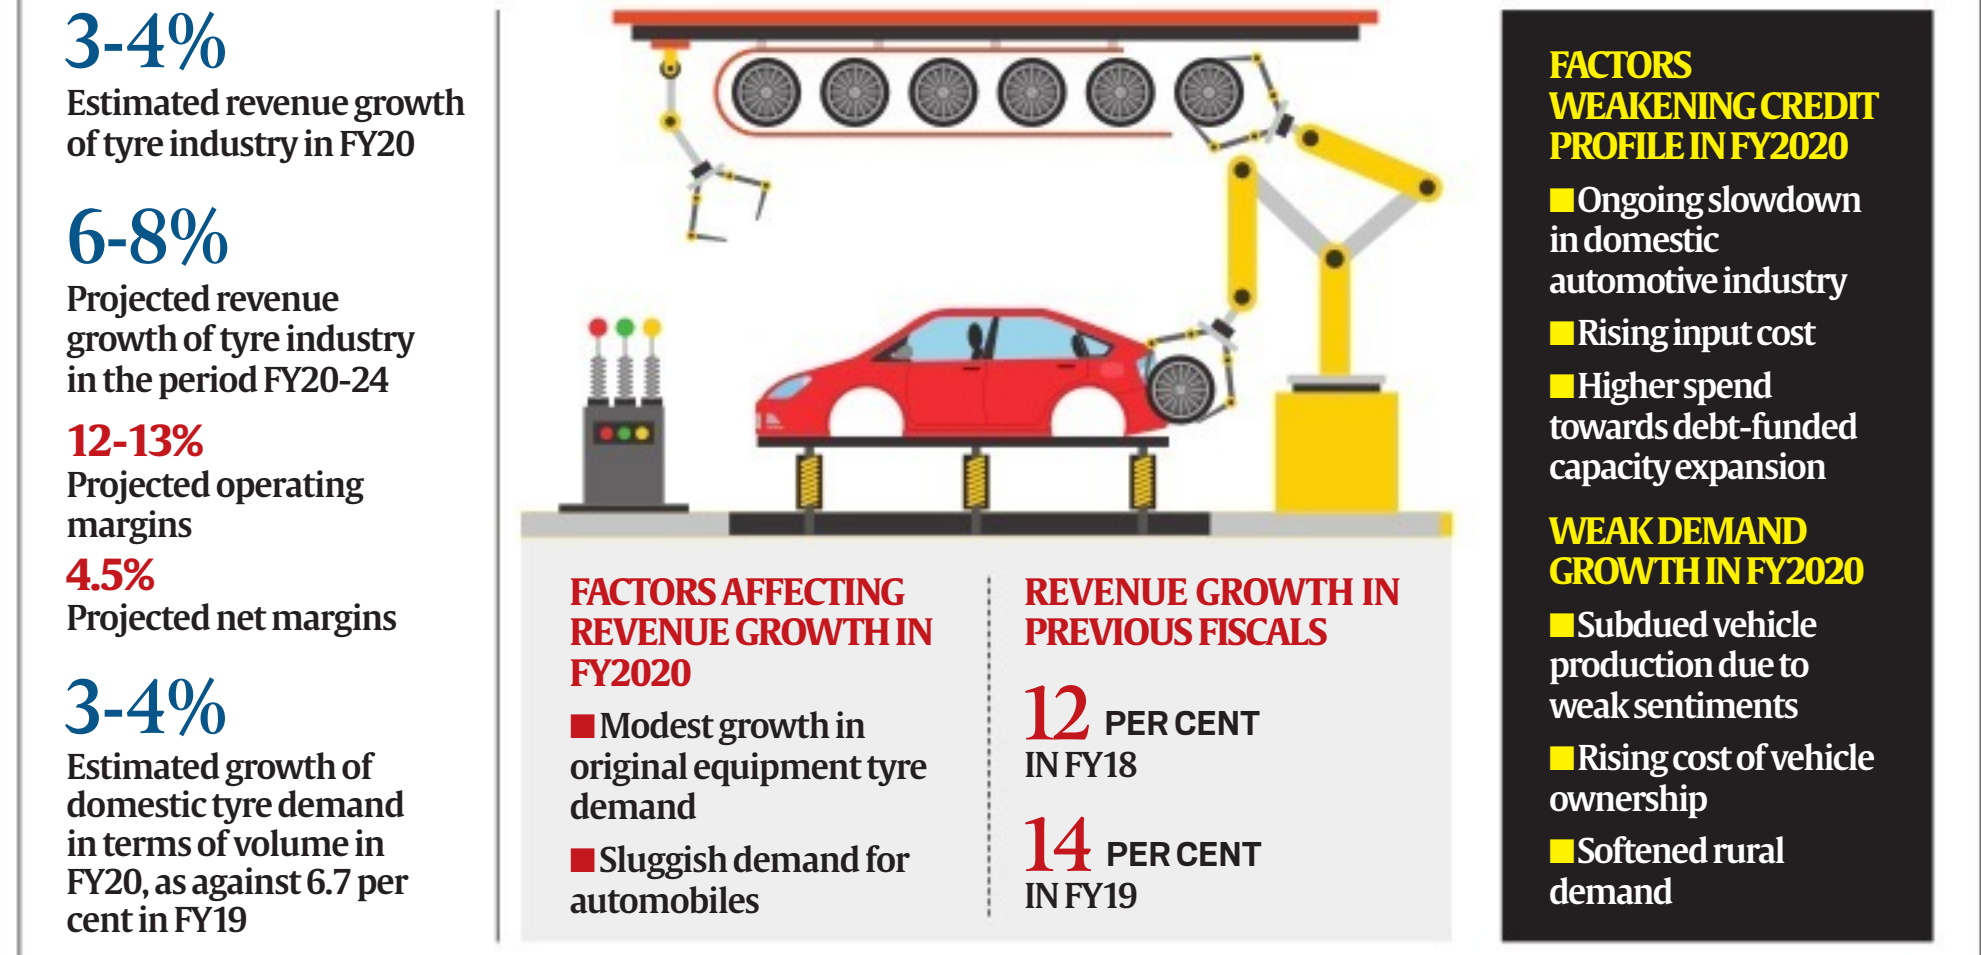 3-4%
Estimated revenue growth
of tyre industry in FY20
6-8%
Projected revenue
growth of tyre industry
in the period FY20-24
12-13%
Projected operating
margins
4.5%
Projected net margins
3-4%
Estimated growth of
domestic tyre demand
in terms of volume in
FY20, as against 6.7 per
cent in FY19
FACTORS AFFECTING
REVENUE GROWTH IN
FY2020
■ Modest growth in
original equipment tyre
demand
■ Sluggish demand for
automobiles
REVENUE GROWTH IN
PREVIOUS FISCALS
12 PER CENT
IN FY18
14 PER CENT
IN FY19
FACTORS
WEAKENING CREDIT
PROFILE IN FY2020
■ Ongoing slowdown
in domestic
automotive industry
■ Rising input cost
■ Higher spend
towards debt-funded
capacity expansion
WEAK DEMAND
GROWTH IN FY2020
■ Subdued vehicle
production due to
weak sentiments
■ Rising cost of vehicle
ownership
■ Softened rural
demand